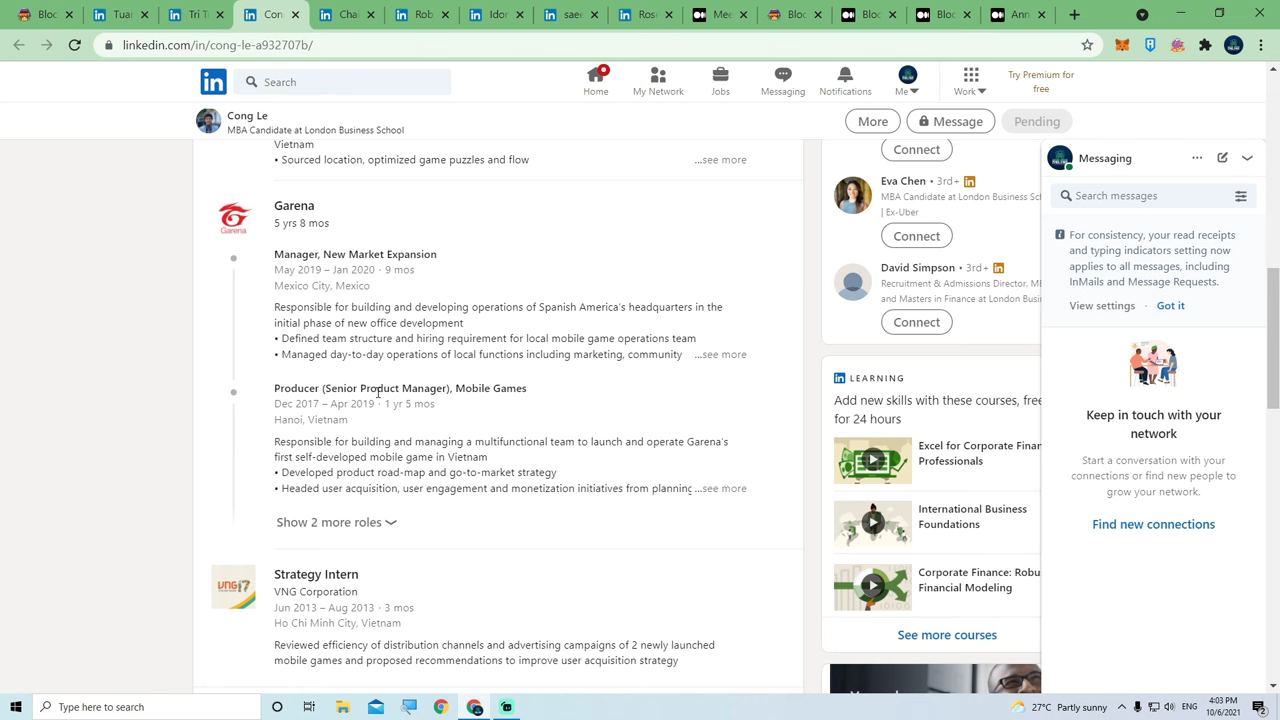 Boo
(2)
Boo
Boo
linkedin.com/in/cong-le-a932707b/
in
Search
Home
My Network
Jobs
Messaging
Notifications
Me
Work
Try Premium for
free
Cong Le
MBA Candidate at London Business School
More
Message
Pending
Vietnam
• Sourced location, optimized game puzzles and flow
...see more
Garena
Garena
5 yrs 8 mos
Manager, New Market Expansion
May 2019 – Jan 2020 · 9 mos
Mexico City, Mexico
Responsible for building and developing operations of Spanish America's headquarters in the
initial phase of new office development
• Defined team structure and hiring requirement for local mobile game operations team
• Managed day-to-day operations of local functions including marketing, community
...see more
Producer (Senior Product Manager), Mobile Games
Dec 2017 – Apr 2019 · 1 yr 5 mos
Hanoi, Vietnam
Responsible for building and managing a multifunctional team to launch and operate Garena's
first self-developed mobile game in Vietnam
• Developed product road-map and go-to-market strategy
• Headed user acquisition, user engagement and monetization initiatives from planning
...see more
Show 2 more roles
VNG
Strategy Intern
VNG Corporation
Jun 2013 – Aug 2013 · 3 mos
Ho Chi Minh City, Vietnam
Reviewed efficiency of distribution channels and advertising campaigns of 2 newly launched
mobile games and proposed recommendations to improve user acquisition strategy
Connect
Eva Chen • 3rd+ in
MBA Candidate at London Business Sch
| Ex-Uber
Connect
David Simpson • 3rd+ in
Recruitment & Admissions Director, M
and Masters in Finance at London Busi
Connect
in LEARNING
Add new skills with these courses, free
for 24 hours
Excel for Corporate Finan
Professionals
International Business
Foundations
Corporate Finance: Robu
Financial Modeling
See more courses
Messaging
Search messages
For consistency, your read receipts
and typing indicators setting now
applies to all messages, including
InMails and Message Requests.
View settings · Got it
Keep in touch with your
network
Start a conversation with your
connections or find new people to
grow your network.
Find new connections
Type here to search
27°C Partly sunny
ENG
4:03 PM
10/6/2021
2